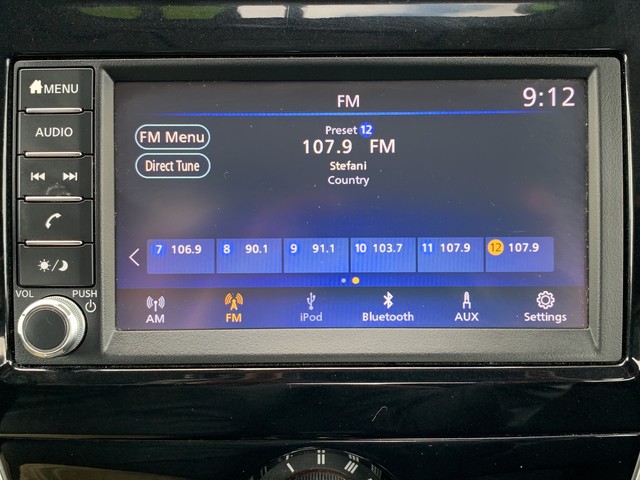 MENU
AUDIO
VOL
PUSH
FM
9:12
FM Menu
Direct Tune
Preset 12
107.9 FM
Stefani
Country
7 106.9
8 90.1
9 91.1
10 103.7
11 107.9
12 107.9
AM
FM
iPod
Bluetooth
AUX
Settings